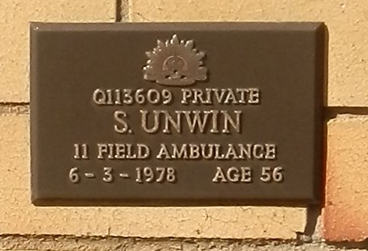 Q113609 PRIVATE
S. UNWIN
11 FIELD AMBULANCE
6 - 3 - 1978 AGE 56